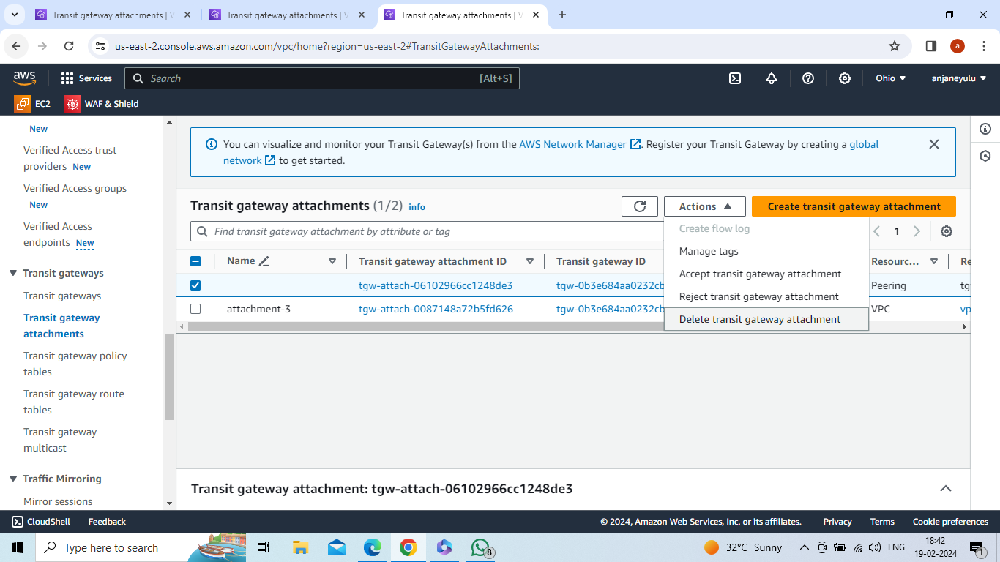 Transit gateway attachments | V
Transit gateway attachments | V
Transit gateway attachments | V
us-east-2.console.aws.amazon.com/vpc/home?region=us-east-2#TransitGatewayAttachments:
a
aws
Services
Search
[Alt+S]
Ohio
anjaneyulu
EC2
WAF & Shield
New
Verified Access trust
providers New
Verified Access groups
New
Verified Access
endpoints New
Transit gateways
Transit gateways
Transit gateway
attachments
Transit gateway policy
tables
Transit gateway route
tables
Transit gateway
multicast
Traffic Mirroring
Mirror sessions
You can visualize and monitor your Transit Gateway(s) from the AWS Network Manager. Register your Transit Gateway by creating a global
network to get started.
Transit gateway attachments (1/2) info
Actions
Create transit gateway attachment
Find transit gateway attachment by attribute or tag
1
Create flow log
Manage tags
Accept transit gateway attachment
Reject transit gateway attachment
Delete transit gateway attachment
Name Transit gateway attachment ID Transit gateway ID Resourc... Re
tgw-attach-06102966cc1248de3 tgw-0b3e684aa0232cb Peering tg
attachment-3 tgw-attach-0087148a72b5fd626 tgw-0b3e684aa0232cb VPC vp
Transit gateway attachment: tgw-attach-06102966cc1248de3
CloudShell
Feedback
© 2024, Amazon Web Services, Inc. or its affiliates.
Privacy
Terms
Cookie preferences
Type here to search
8
32°C Sunny
ENG
18:42
19-02-2024
1